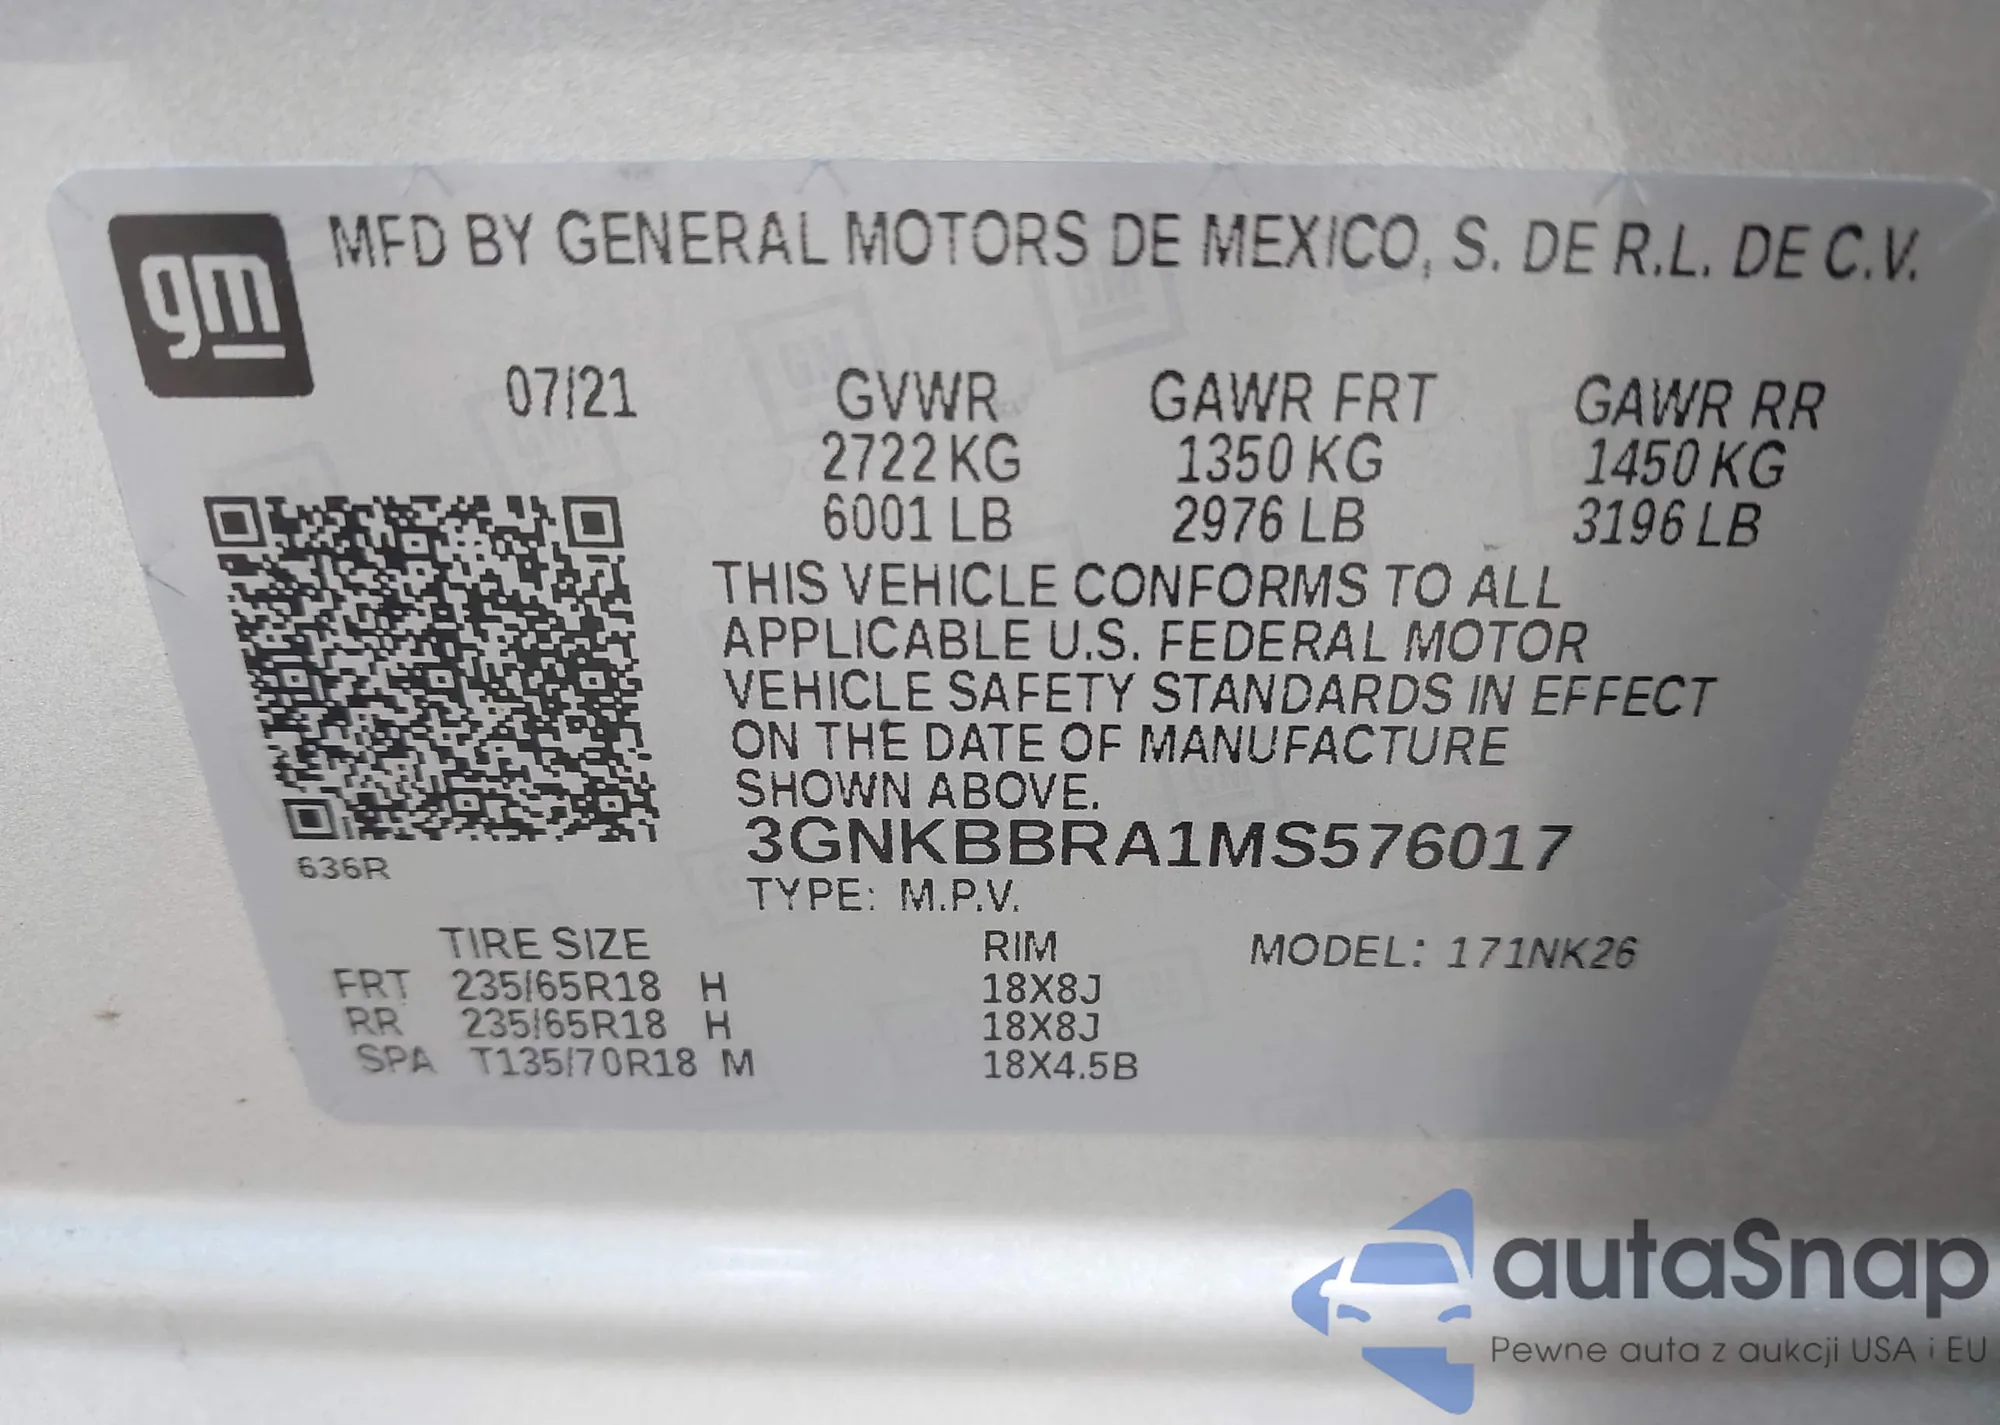 gm
MFD BY GENERAL MOTORS DE MEXICO, S. DE R.L. DE C.V.
07/21 GVWR GAWR FRT GAWR RR
2722 KG 1350 KG 1450 KG
6001 LB 2976 LB 3196 LB
THIS VEHICLE CONFORMS TO ALL
APPLICABLE U.S. FEDERAL MOTOR
VEHICLE SAFETY STANDARDS IN EFFECT
ON THE DATE OF MANUFACTURE
SHOWN ABOVE.
3GNKBBRA1MS576017
636R
TYPE: M.P.V.
TIRE SIZE RIM MODEL: 171NK26
FRT 235/65R18 H 18X8J
RR 235/65R18 H 18X8J
SPA T135/70R18 M 18X4.5B
autaSnap
Pewne auta z aukcji USA i EU